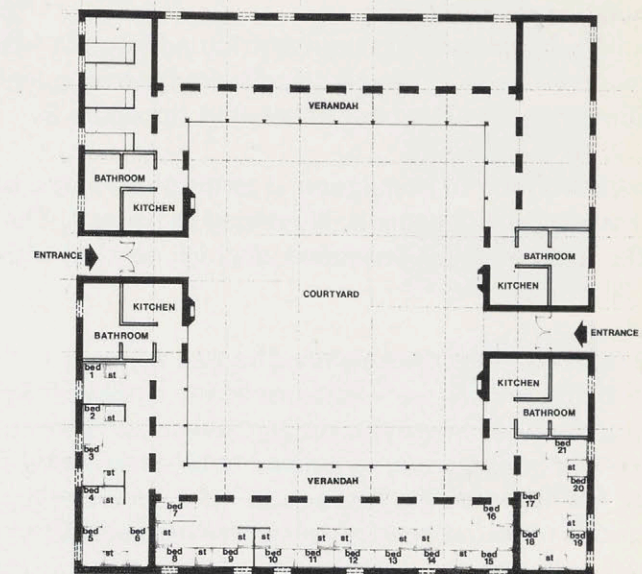 VERANDAH
BATHROOM
KITCHEN
ENTRANCE
BATHROOM
KITCHEN
COURTYARD
KITCHEN
BATHROOM
ENTRANCE
KITCHEN
BATHROOM
bed 1
st
bed 2
st
bed 3
st
bed 4
st
bed 5
bed 6
st
VERANDAH
bed 7
bed 8
st
bed 9
st
st
bed 10
bed 11
st
st
bed 12
bed 13
st
st
bed 14
st
bed 15
bed 16
bed 17
bed 18
bed 19
st
st
bed 20
st
bed 21